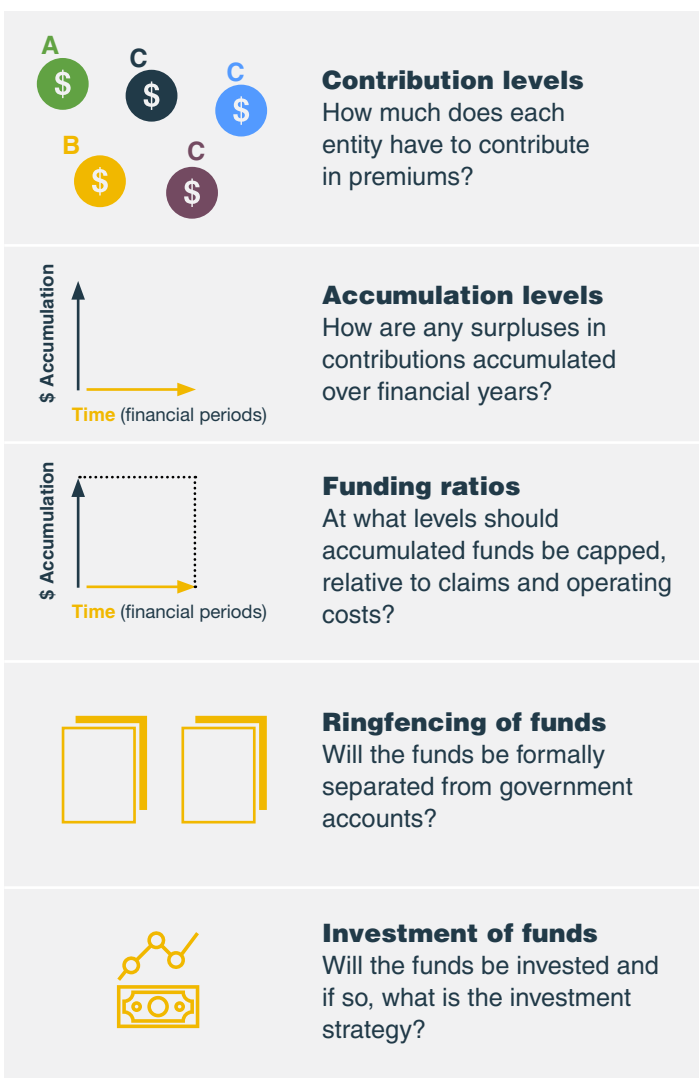 A
C
C
$
$
$
B
C
$
$
Contribution levels
How much does each
entity have to contribute
in premiums?
$ Accumulation
Time (financial periods)
Accumulation levels
How are any surpluses in
contributions accumulated
over financial years?
$ Accumulation
Time (financial periods)
Funding ratios
At what levels should
accumulated funds be capped,
relative to claims and operating
costs?
Ringfencing of funds
Will the funds be formally
separated from government
accounts?
Investment of funds
Will the funds be invested and
if so, what is the investment
strategy?